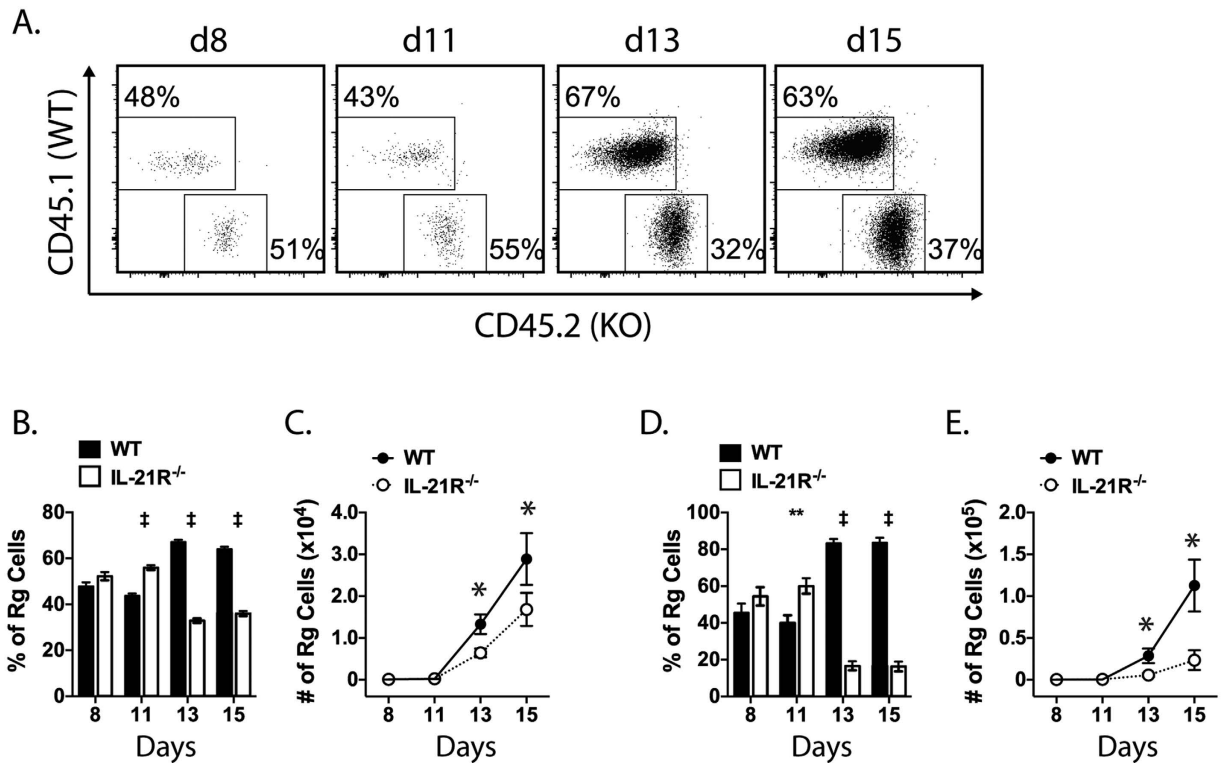 A.
d8
d11
d13
d15
CD45.1 (WT)
48%
51%
43%
55%
67%
32%
63%
37%
CD45.2 (KO)
B.
WT
IL-21R-/-
% of Rg Cells
80
60
40
20
0
‡
‡
‡
8
11
13
15
Days
C.
WT
IL-21R-/-
# of Rg Cells (x10⁴)
4.0
3.0
2.0
1.0
0
*
*
8
11
13
15
Days
D.
WT
IL-21R-/-
% of Rg Cells
100
80
60
40
20
0
**
‡
‡
8
11
13
15
Days
E.
WT
IL-21R-/-
# of Rg Cells (x10⁵)
2.0
1.5
1.0
0.5
0
*
*
8
11
13
15
Days